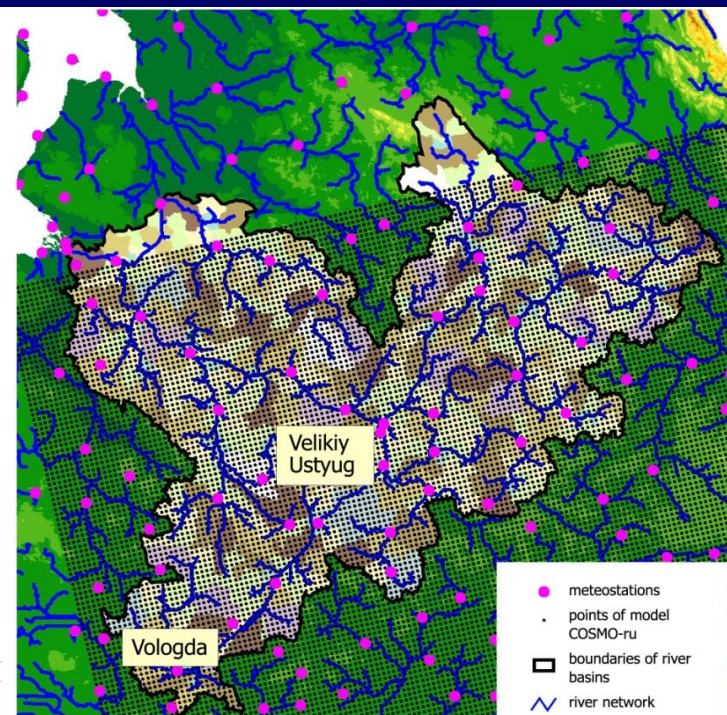 Velikiy
Ustyug
Vologda
meteostations
points of model
COSMO-ru
boundaries of river
basins
river network